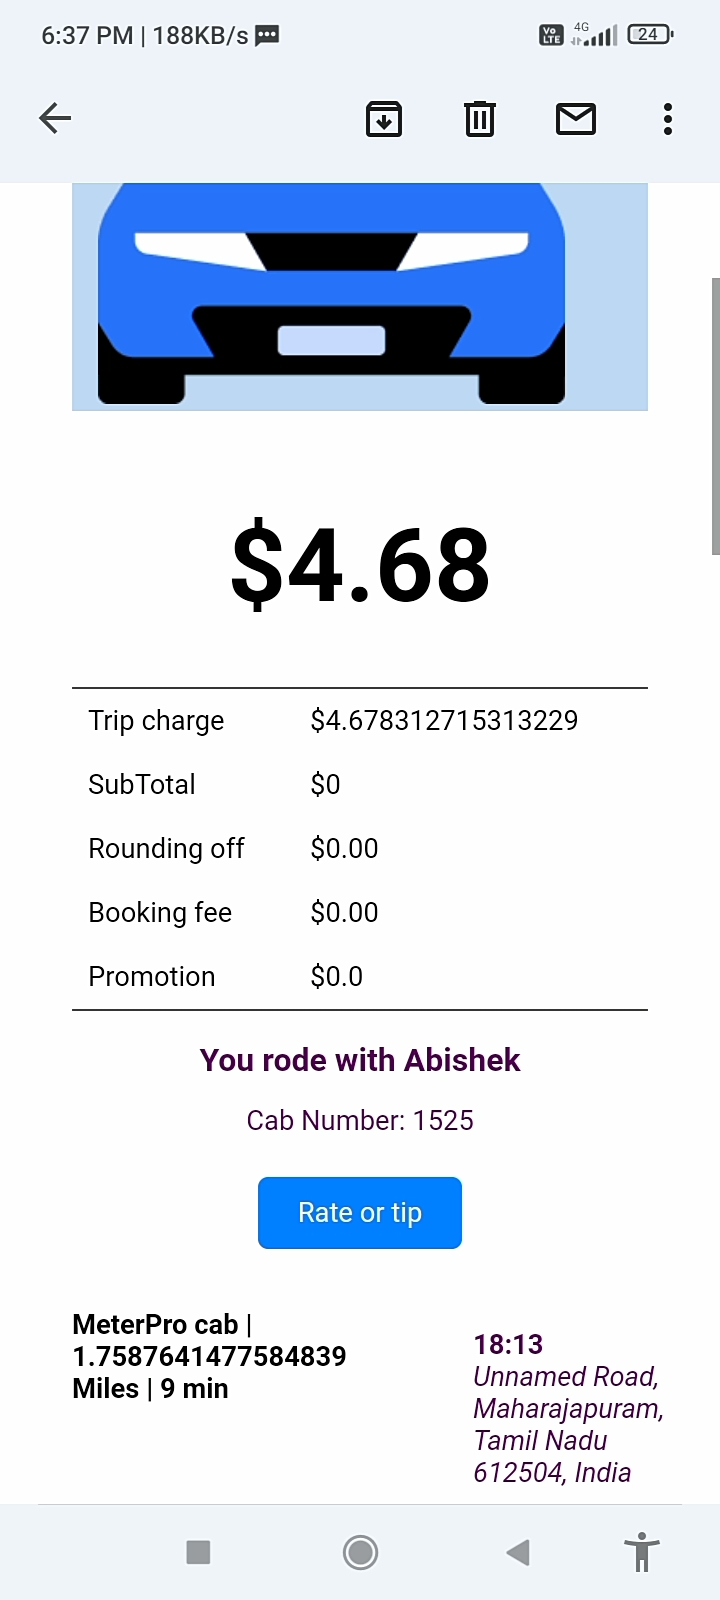 6:37 PM | 188KB/s
Vo LTE 4G 24
$4.68
Trip charge $4.678312715313229
SubTotal $0
Rounding off $0.00
Booking fee $0.00
Promotion $0.0
You rode with Abishek
Cab Number: 1525
Rate or tip
MeterPro cab |
1.7587641477584839
Miles | 9 min
18:13
Unnamed Road,
Maharajapuram,
Tamil Nadu
612504, India